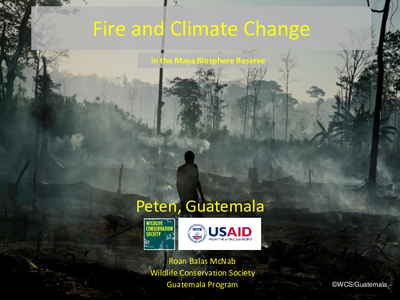 Fire and Climate Change
In the Maya Biosphere Reserve
Peten, Guatemala
WILDLIFE
CONSERVATION
SOCIETY
USAID
FROM THE AMERICAN PEOPLE
Roan Balas McNab
Wildlife Conservation Society
Guatemala Program
©WCS/Guatemala